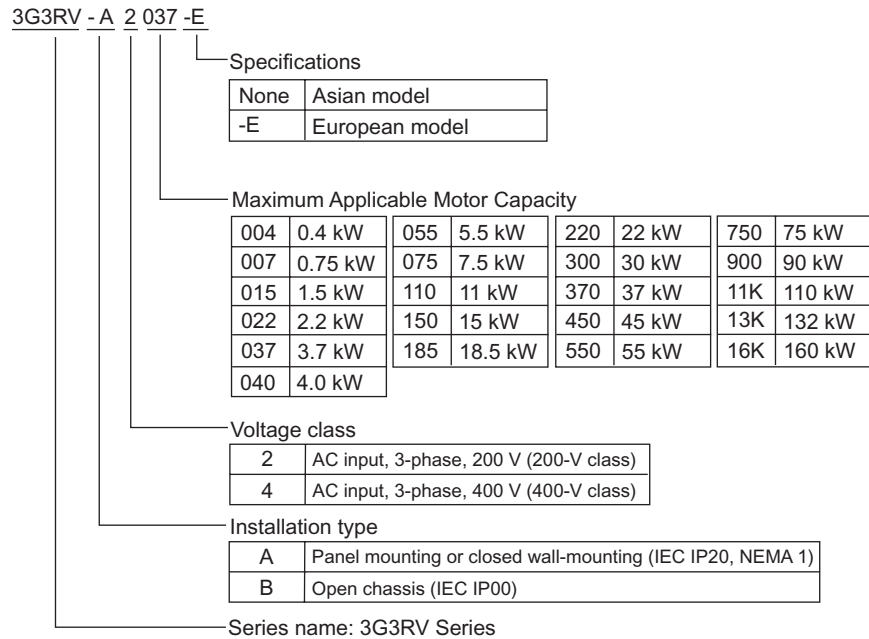 3G3RV - A 2 037 -E
Specifications
None Asian model
-E European model
Maximum Applicable Motor Capacity
004 0.4 kW 055 5.5 kW 220 22 kW 750 75 kW
007 0.75 kW 075 7.5 kW 300 30 kW 900 90 kW
015 1.5 kW 110 11 kW 370 37 kW 11K 110 kW
022 2.2 kW 150 15 kW 450 45 kW 13K 132 kW
037 3.7 kW 185 18.5 kW 550 55 kW 16K 160 kW
040 4.0 kW
Voltage class
2 AC input, 3-phase, 200 V (200-V class)
4 AC input, 3-phase, 400 V (400-V class)
Installation type
A Panel mounting or closed wall-mounting (IEC IP20, NEMA 1)
B Open chassis (IEC IP00)
Series name: 3G3RV Series